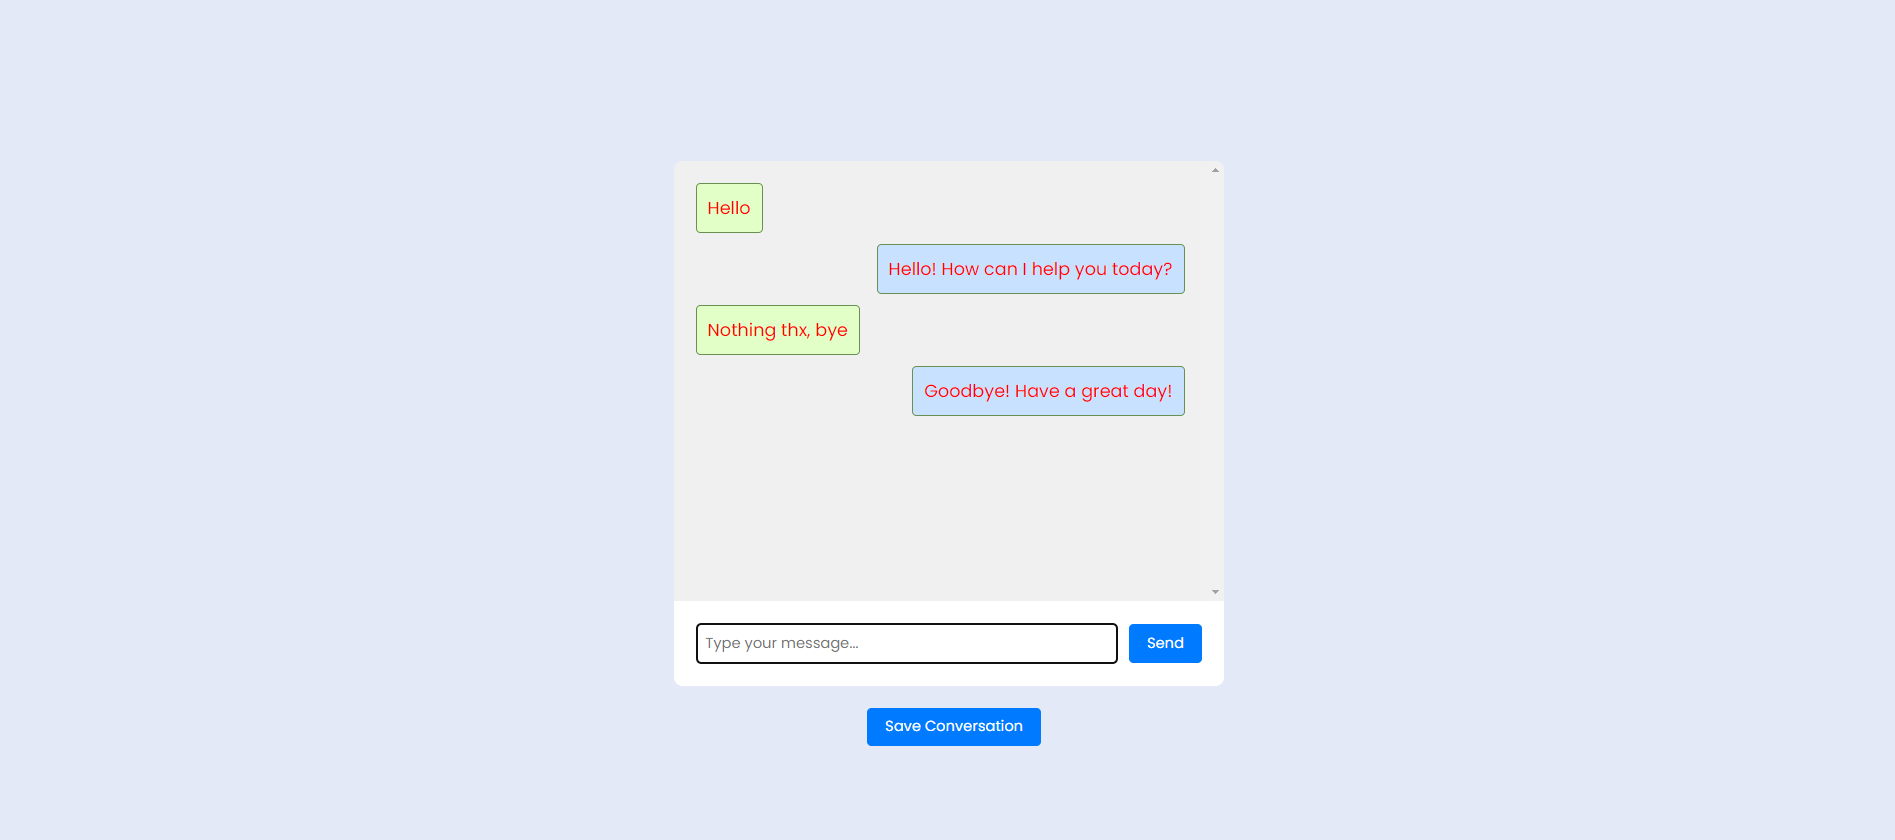 Hello
Hello! How can I help you today?
Nothing thx, bye
Goodbye! Have a great day!
Type your message...
Send
Save Conversation